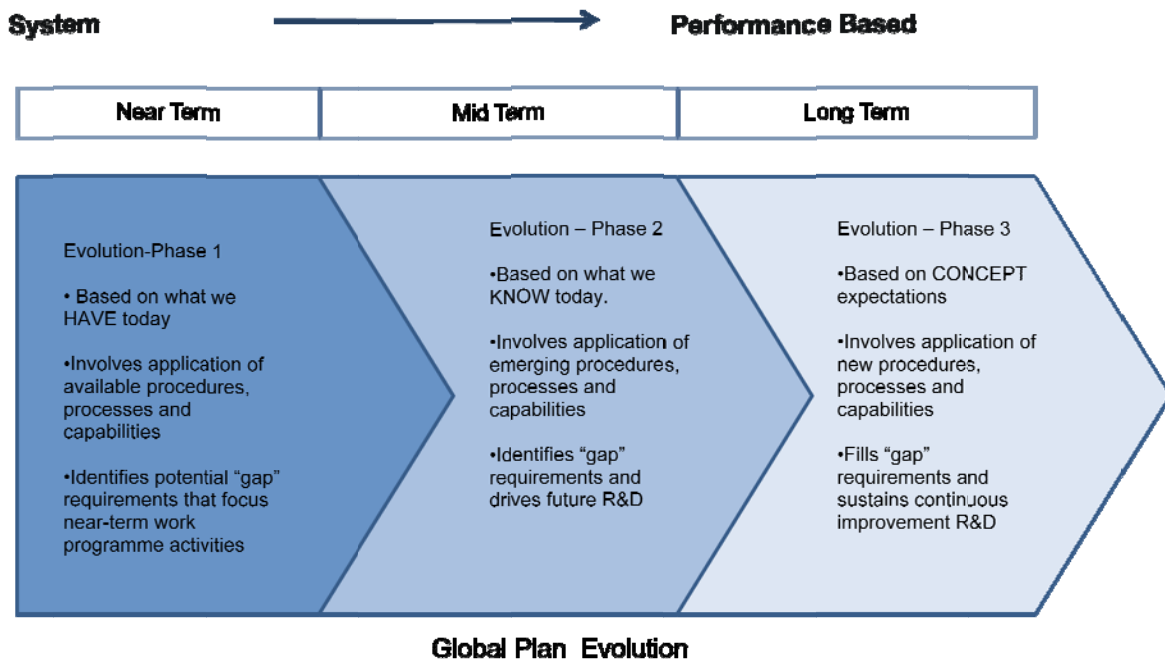 System
Performance Based
Near Term
Mid Term
Long Term
Evolution-Phase 1
• Based on what we
HAVE today
•Involves application of
available procedures,
processes and
capabilities
•Identifies potential “gap”
requirements that focus
near-term work
programme activities
Evolution – Phase 2
•Based on what we
KNOW today.
•Involves application of
emerging procedures,
processes and
capabilities
•Identifies “gap”
requirements and
drives future R&D
Evolution – Phase 3
•Based on CONCEPT
expectations
•Involves application of
new procedures,
processes and
capabilities
•Fills “gap”
requirements and
sustains continuous
improvement R&D
Global Plan Evolution